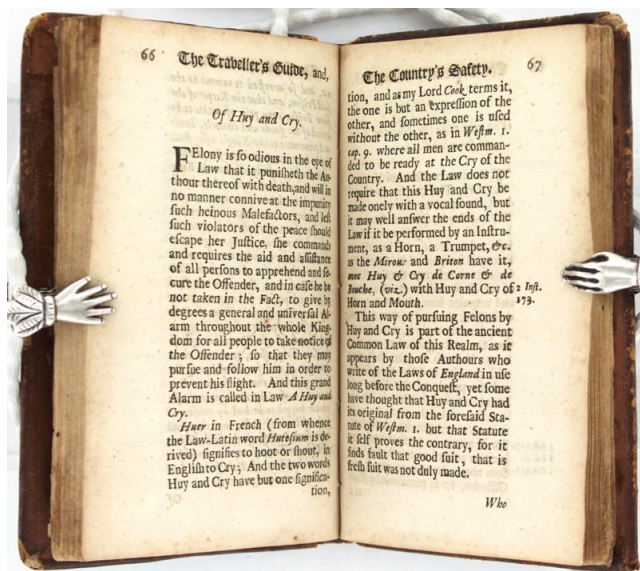 66 The Traveller's Guide, and,
Of Huy and Cry.
FElony is ſo odious in the eye of
Law that it puniſheth the Au-
thour thereof with death, and will in
no manner connive at the impunity
ſuch heinous Malefactors, and leſt
ſuch violators of the peace ſhould
eſcape her Juſtice, ſhe commands
and requires the aid and aſſiſtance
of all perſons to apprehend and ſe-
cure the Offender, and in caſe he be
not taken in the Fact, to give by
degrees a general and univerſal Al-
arm throughout the whole King-
dom for all people to take notice of
the Offender; ſo that they may
purſue and follow him in order to
prevent his flight. And this grand
Alarm is called in Law A Huy and
Cry.
Huer in French (from whence
the Law-Latin word Huteſium is de-
rived) ſignifies to hoot or ſhout, in
Engliſh to Cry; And the two words
Huy and Cry have but one ſignifica-
tion,
The Country's Safety. 67
tion, and as my Lord Cook terms it,
the one is but an expreſſion of the
other, and ſometimes one is uſed
without the other, as in Weſtm. 1.
cap. 9. where all men are comman-
ded to be ready at the Cry of the
Country. And the Law does not
require that this Huy and Cry be
made onely with a vocal ſound, but
it may well anſwer the ends of the
Law if it be performed by an Inſtru-
ment, as a Horn, a Trumpet, &c.
as the Mirour and Briton have it,
avec Huy & Cry de Corne & de
Bouche, (viz.) with Huy and Cry of
Horn and Mouth.
2 Inſt.
173.
This way of purſuing Felons by
Huy and Cry is part of the ancient
Common Law of this Realm, as it
appears by thoſe Authours who
write of the Laws of England in uſe
long before the Conqueſt, yet ſome
have thought that Huy and Cry had
its original from the foreſaid Sta-
tute of Weſtm. 1. but that Statute
it ſelf proves the contrary, for it
finds fault that good ſuit, that is
freſh ſuit was not duly made.
Who